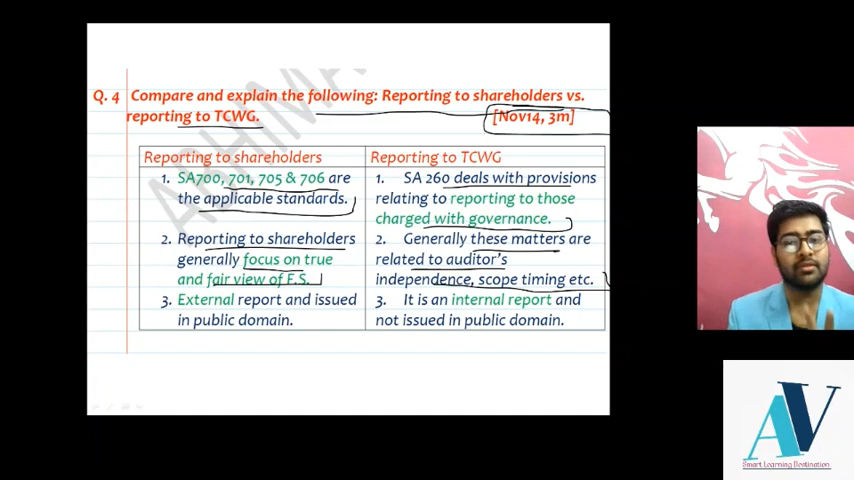 Q. 4 Compare and explain the following: Reporting to shareholders vs.
reporting to TCWG.
[Nov14, 3m]
Reporting to shareholders
1. SA700, 701, 705 & 706 are
the applicable standards.
2. Reporting to shareholders
generally focus on true
and fair view of F.S.
3. External report and issued
in public domain.
Reporting to TCWG
1. SA 260 deals with provisions
relating to reporting to those
charged with governance.
2. Generally these matters are
related to auditor's
independence, scope timing etc.
3. It is an internal report and
not issued in public domain.
AV
Smart Learning Destination